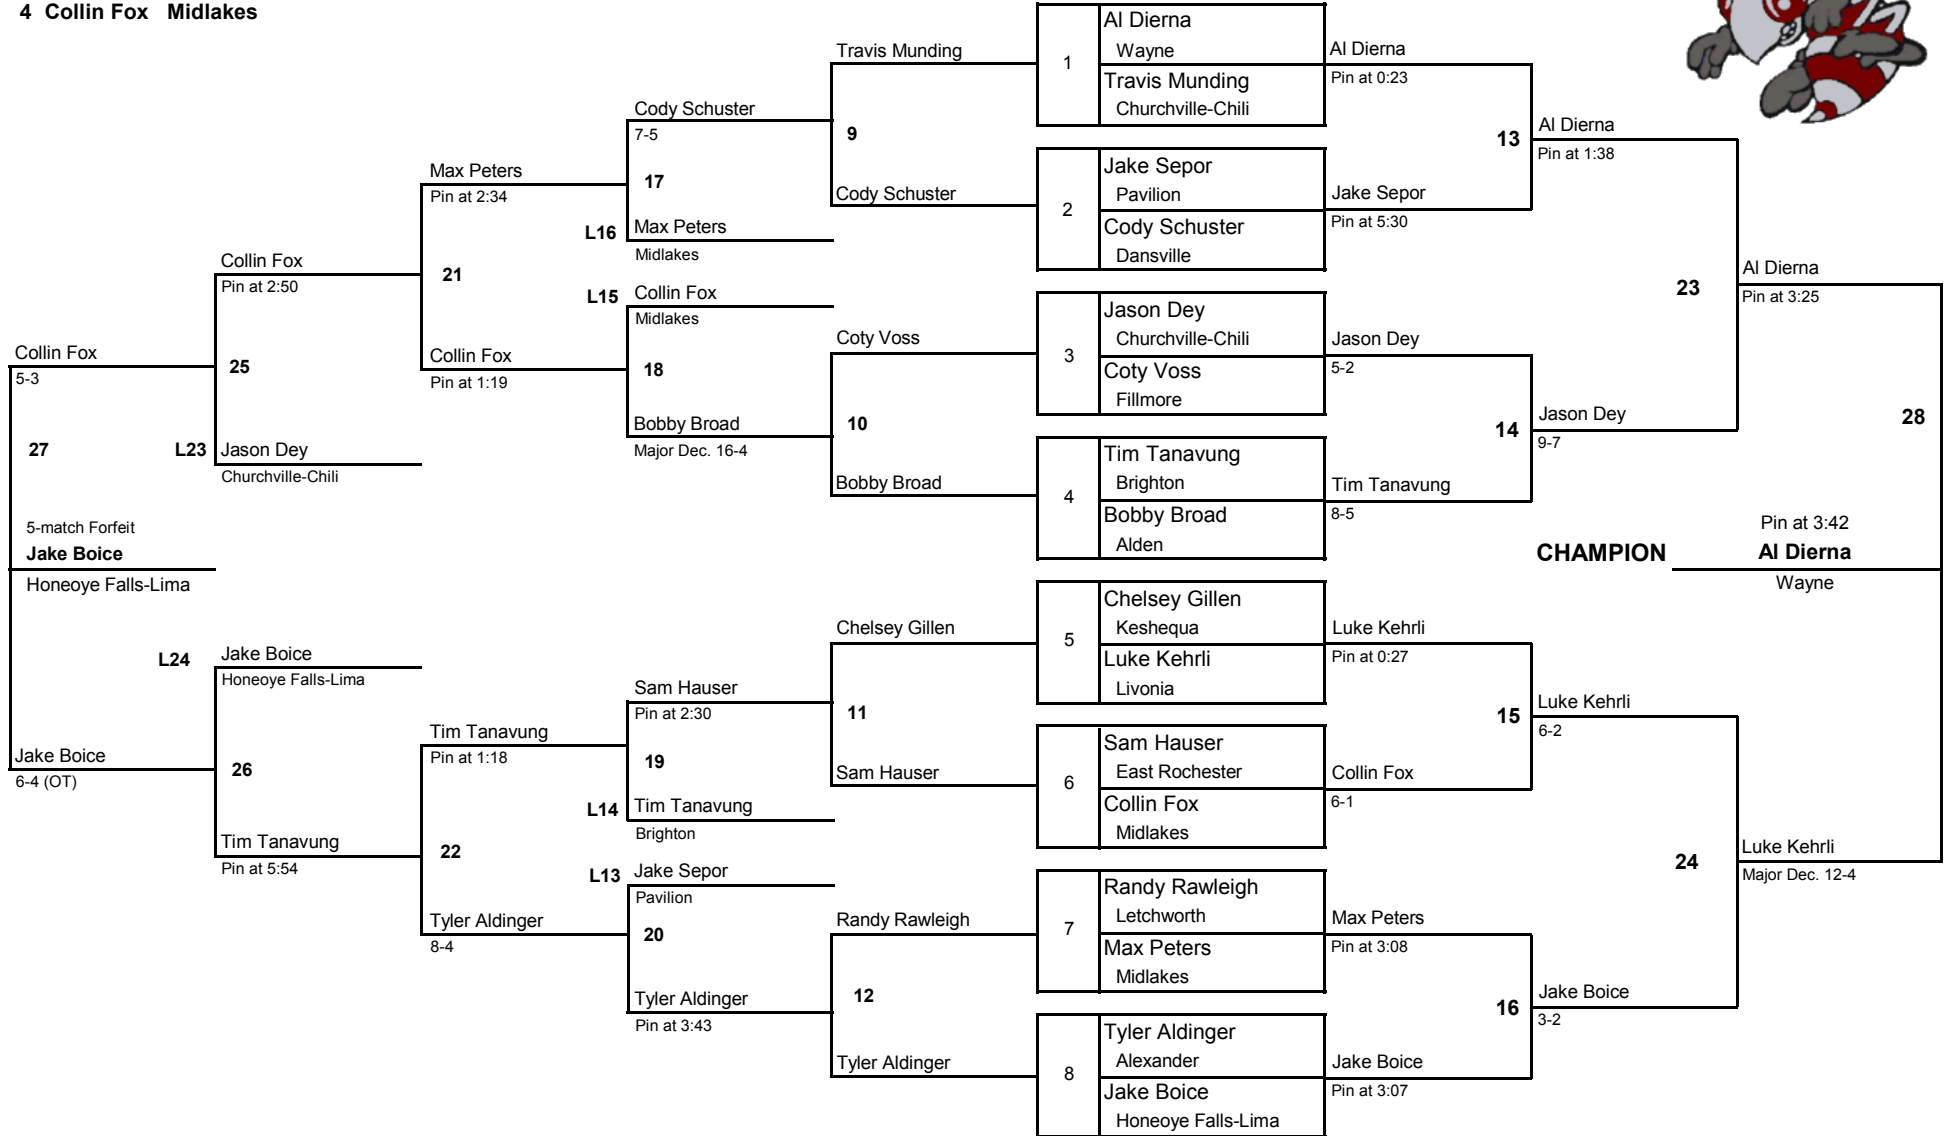 4 Collin Fox Midlakes
Collin Fox
5-3
27
5-match Forfeit
Jake Boice
Honeoye Falls-Lima
Jake Boice
6-4 (OT)
Collin Fox
Pin at 2:50
25
L23 Jason Dey
Churchville-Chili
L24 Jake Boice
Honeoye Falls-Lima
26
Tim Tanavung
Pin at 5:54
Max Peters
Pin at 2:34
21
Collin Fox
Pin at 1:19
Tim Tanavung
Pin at 1:18
22
Tyler Aldinger
8-4
Cody Schuster
7-5
17
L16 Max Peters
Midlakes
L15 Collin Fox
Midlakes
18
Bobby Broad
Major Dec. 16-4
Sam Hauser
Pin at 2:30
19
L14 Tim Tanavung
Brighton
L13 Jake Sepor
Pavilion
20
Tyler Aldinger
Pin at 3:43
Travis Munding
9
Cody Schuster
Coty Voss
10
Bobby Broad
Chelsey Gillen
11
Sam Hauser
Randy Rawleigh
12
Tyler Aldinger
Al Dierna
Wayne
1
Travis Munding
Churchville-Chili
Jake Sepor
Pavilion
2
Cody Schuster
Dansville
Jason Dey
Churchville-Chili
3
Coty Voss
Fillmore
Tim Tanavung
Brighton
4
Bobby Broad
Alden
Chelsey Gillen
Keshequa
5
Luke Kehrli
Livonia
Sam Hauser
East Rochester
6
Collin Fox
Midlakes
Randy Rawleigh
Letchworth
7
Max Peters
Midlakes
Tyler Aldinger
Alexander
8
Jake Boice
Honeoye Falls-Lima
Al Dierna
Pin at 0:23
13
Jake Sepor
Pin at 5:30
Jason Dey
5-2
14
Tim Tanavung
8-5
Luke Kehrli
Pin at 0:27
15
Collin Fox
6-1
Max Peters
Pin at 3:08
16
Jake Boice
Pin at 3:07
Al Dierna
Pin at 1:38
23
Jason Dey
9-7
Luke Kehrli
6-2
24
Jake Boice
3-2
Al Dierna
Pin at 3:25
28
Pin at 3:42
CHAMPION Al Dierna
Wayne
Luke Kehrli
Major Dec. 12-4